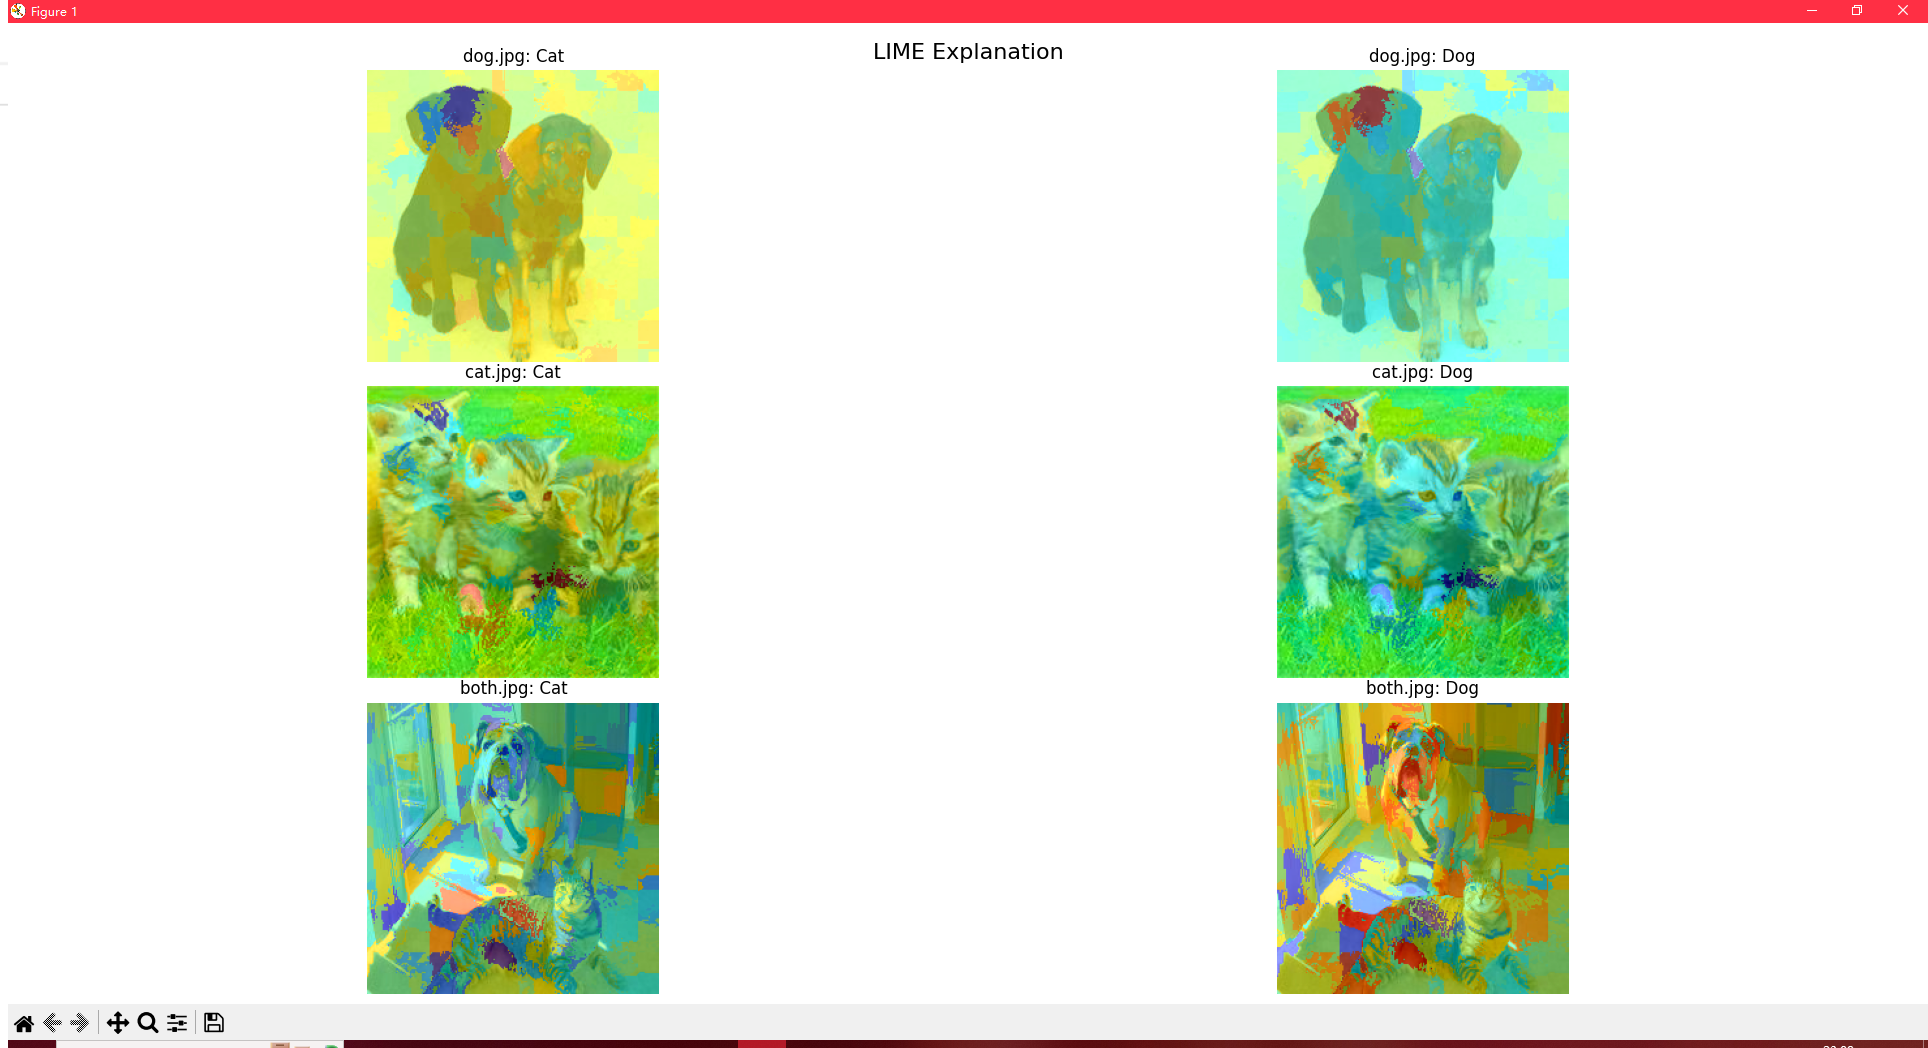 Figure 1
LIME Explanation
dog.jpg: Cat
dog.jpg: Dog
cat.jpg: Cat
cat.jpg: Dog
both.jpg: Cat
both.jpg: Dog